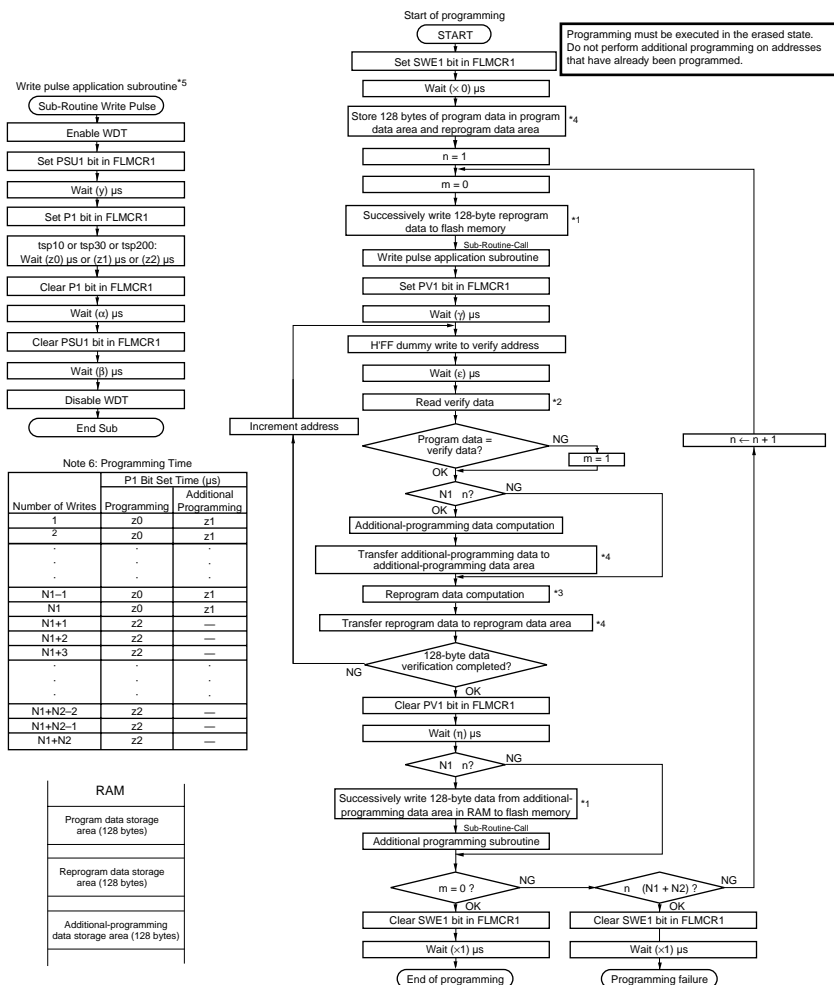 Start of programming
START
Programming must be executed in the erased state.
Do not perform additional programming on addresses
that have already been programmed.
Set SWE1 bit in FLMCR1
Wait (× 0) µs
Store 128 bytes of program data in program
data area and reprogram data area
*4
n = 1
m = 0
Successively write 128-byte reprogram
data to flash memory
*1
Sub-Routine-Call
Write pulse application subroutine
Set PV1 bit in FLMCR1
Wait (γ) µs
H'FF dummy write to verify address
Wait (ε) µs
Read verify data
*2
Increment address
Program data =
verify data?
NG
m = 1
OK
n ← n + 1
N1 n?
NG
OK
Additional-programming data computation
Transfer additional-programming data to
additional-programming data area
*4
Reprogram data computation
*3
Transfer reprogram data to reprogram data area
*4
128-byte data
verification completed?
NG
OK
Clear PV1 bit in FLMCR1
Wait (η) µs
N1 n?
NG
OK
Successively write 128-byte data from additional-
programming data area in RAM to flash memory
*1
Sub-Routine-Call
Additional programming subroutine
m = 0 ?
NG
OK
n (N1 + N2) ?
NG
OK
Clear SWE1 bit in FLMCR1
Clear SWE1 bit in FLMCR1
Wait (×1) µs
Wait (×1) µs
End of programming
Programming failure
Write pulse application subroutine*5
Sub-Routine Write Pulse
Enable WDT
Set PSU1 bit in FLMCR1
Wait (y) µs
Set P1 bit in FLMCR1
tsp10 or tsp30 or tsp200:
Wait (z0) µs or (z1) µs or (z2) µs
Clear P1 bit in FLMCR1
Wait (α) µs
Clear PSU1 bit in FLMCR1
Wait (β) µs
Disable WDT
End Sub
Note 6: Programming Time
P1 Bit Set Time (µs)
Number of Writes Programming Additional
Programming
1 z0 z1
2 z0 z1
. . .
. . .
. . .
N1–1 z0 z1
N1 z0 z1
N1+1 z2 —
N1+2 z2 —
N1+3 z2 —
. . .
. . .
. . .
N1+N2–2 z2 —
N1+N2–1 z2 —
N1+N2 z2 —
RAM
Program data storage
area (128 bytes)
Reprogram data storage
area (128 bytes)
Additional-programming
data storage area (128 bytes)